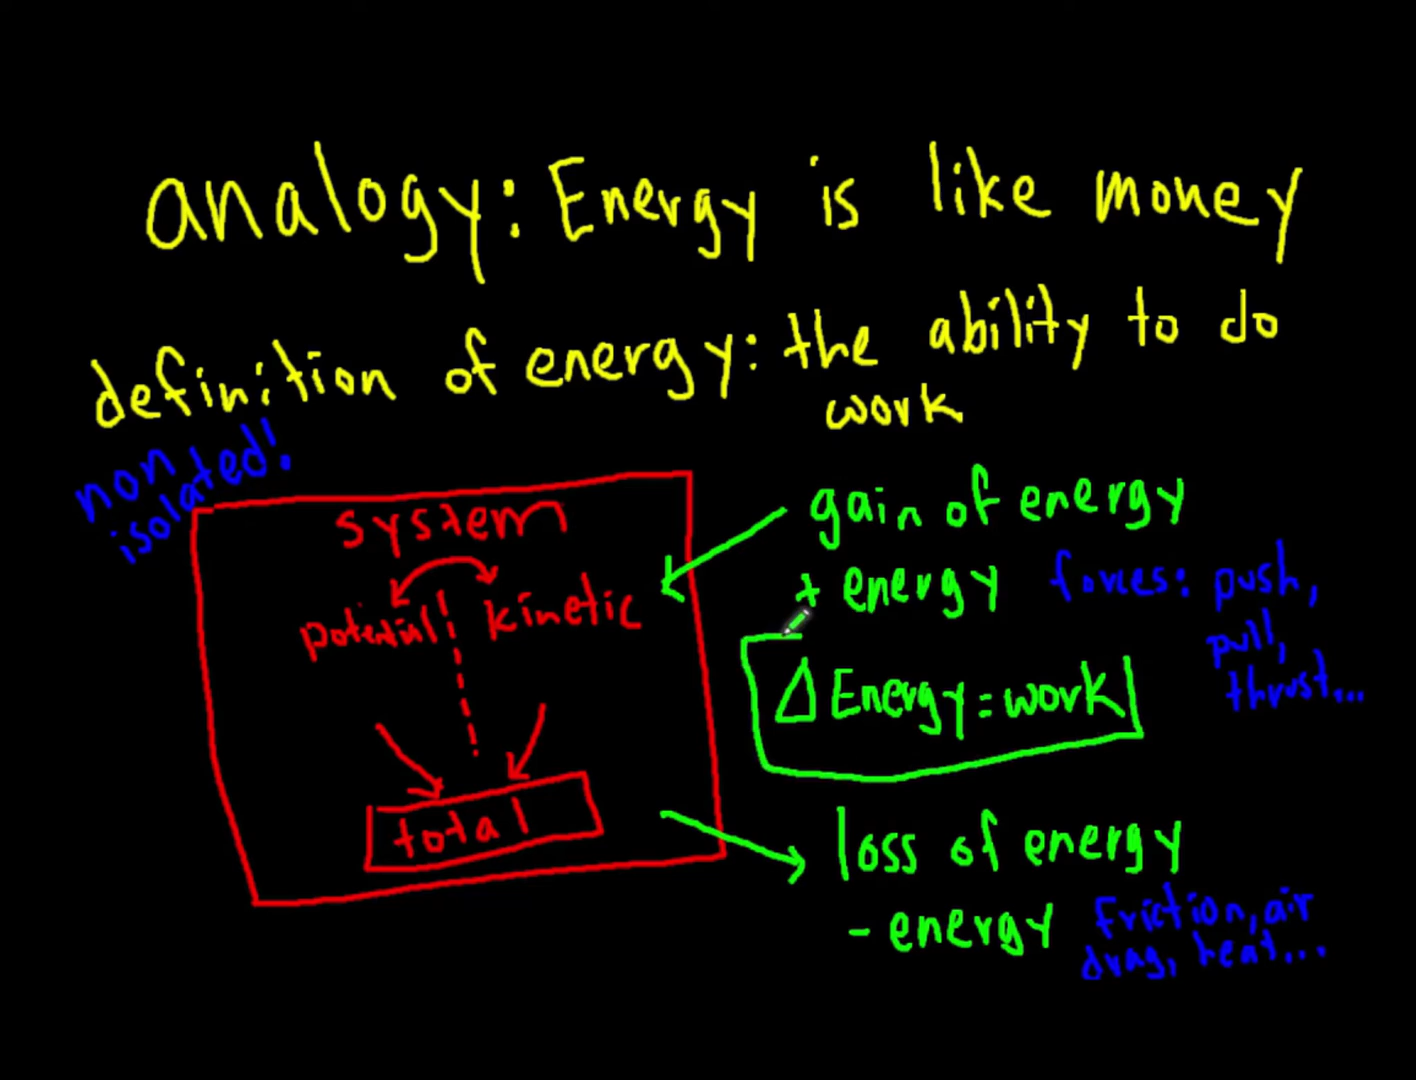 analogy: Energy is like money
definition of energy: the ability to do
work
non
isolated!
system
potential kinetic
total
gain of energy
+ energy
forces: push,
pull,
thrust...
Δ Energy = work
loss of energy
- energy
friction, air
drag, heat...